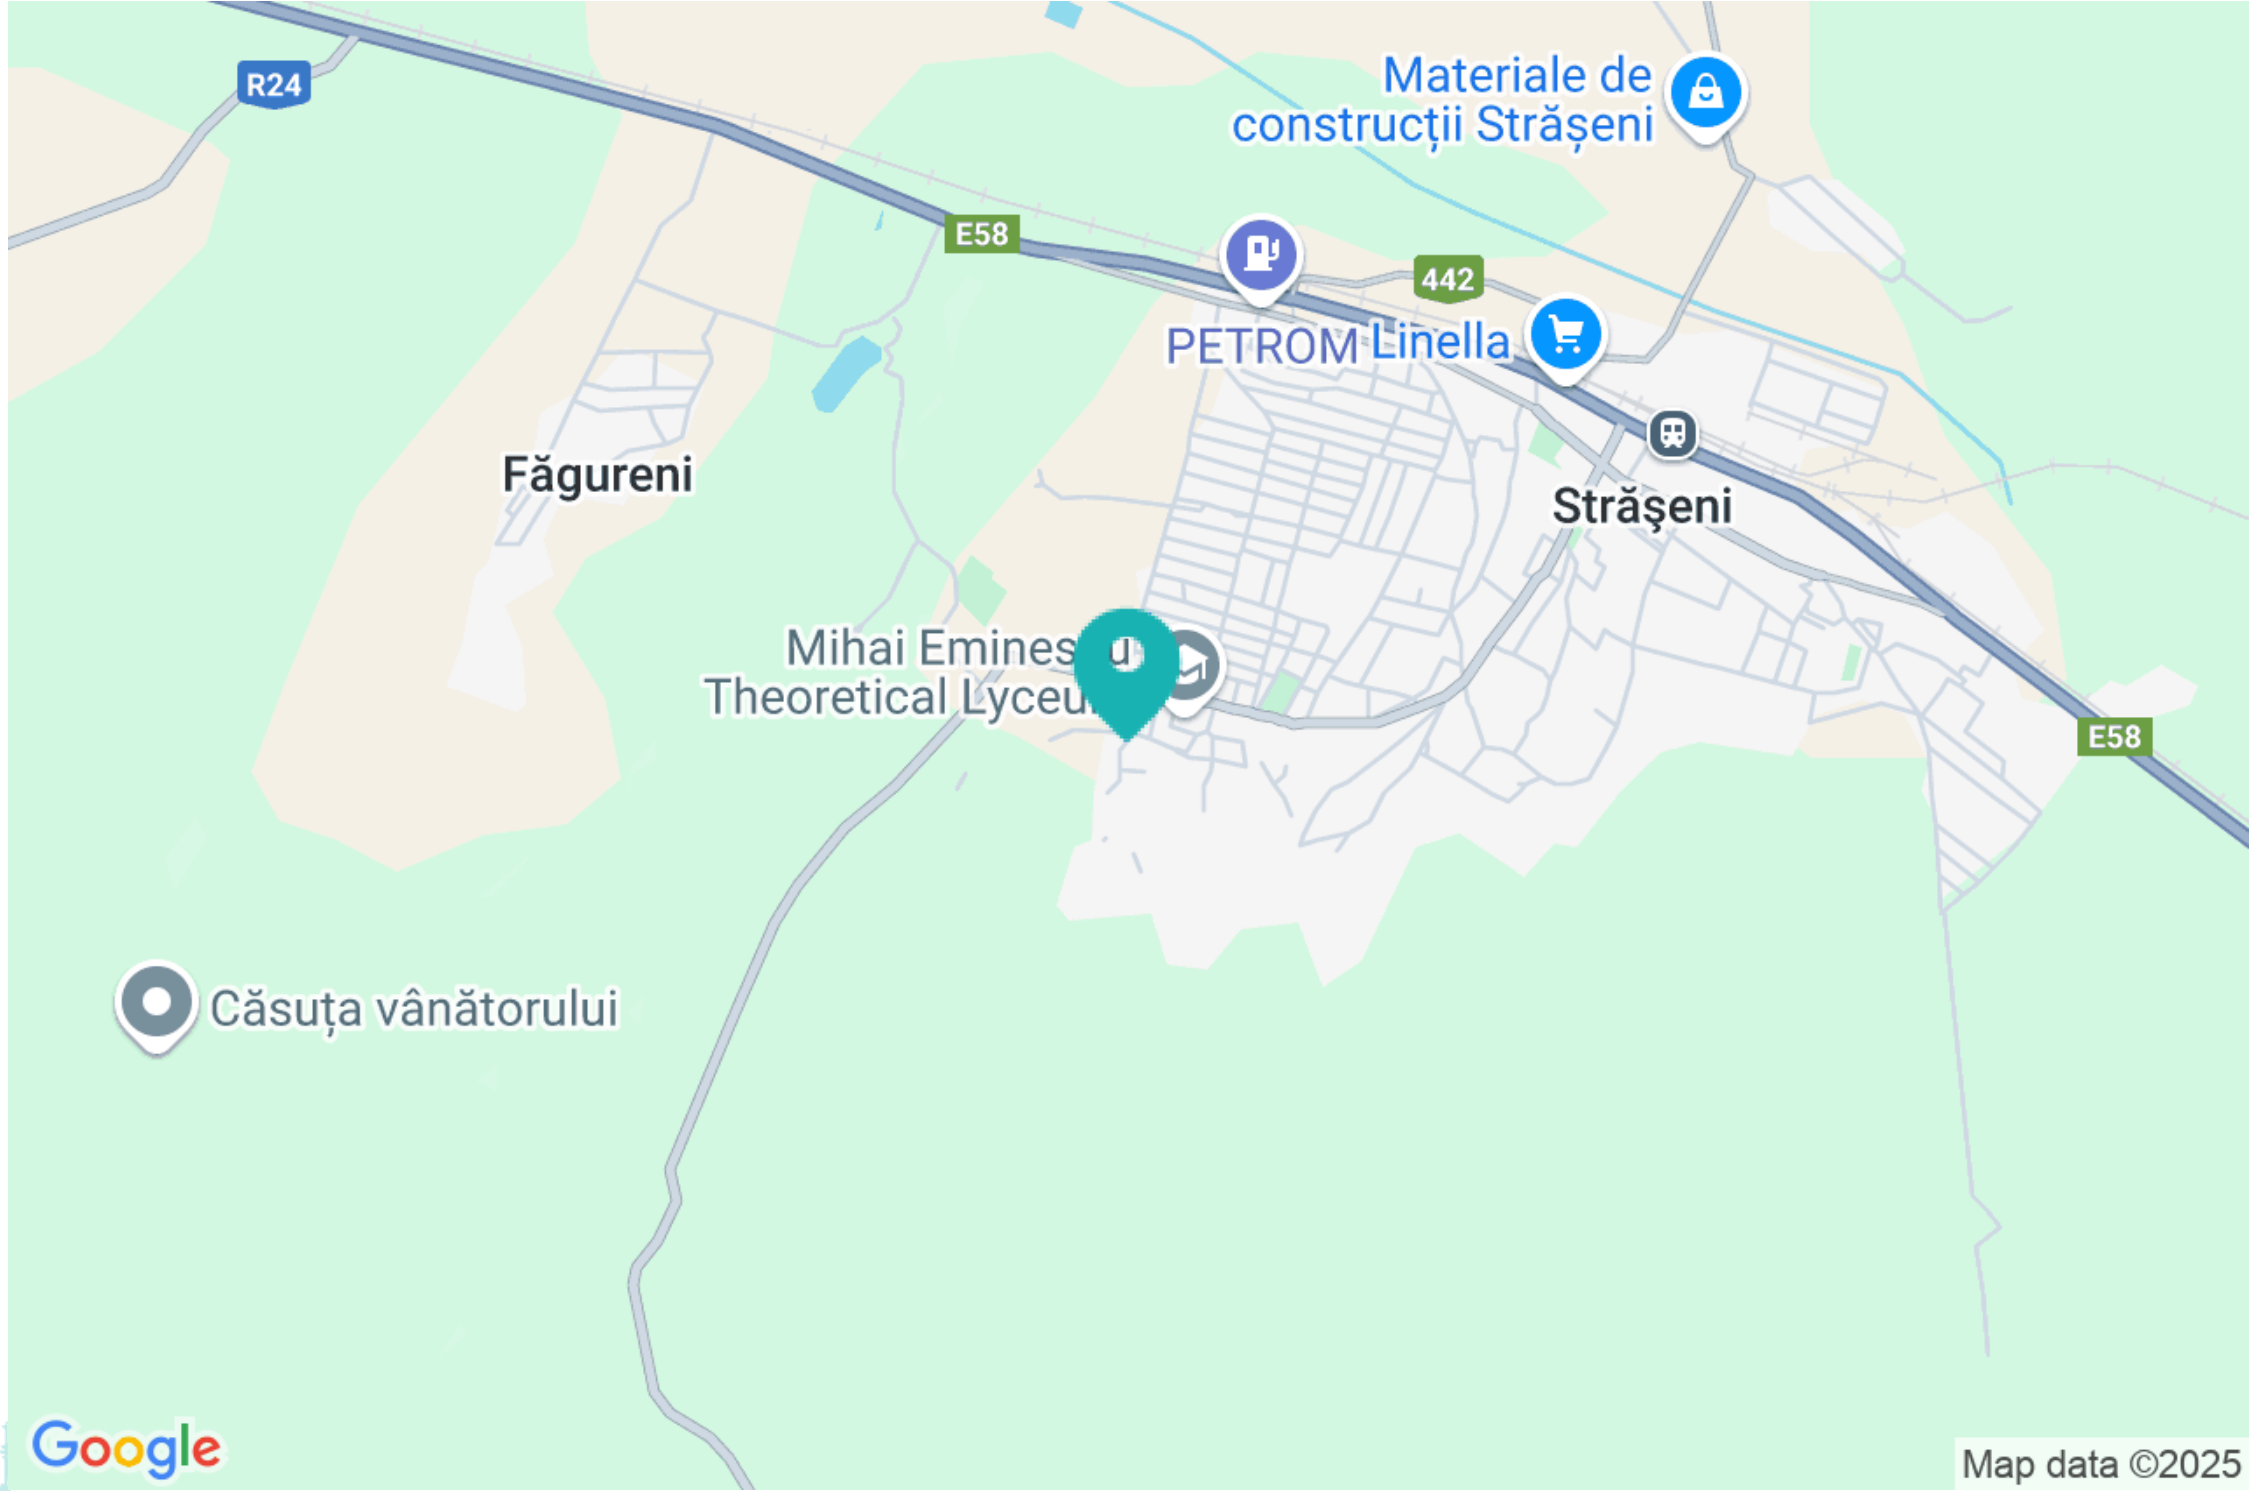 R24
Materiale de
construcții Strășeni
E58
442
PETROM
Linella
Făgureni
Străşeni
Mihai Eminescu
Theoretical Lyceum
E58
Căsuța vânătorului
Google
Map data ©2025